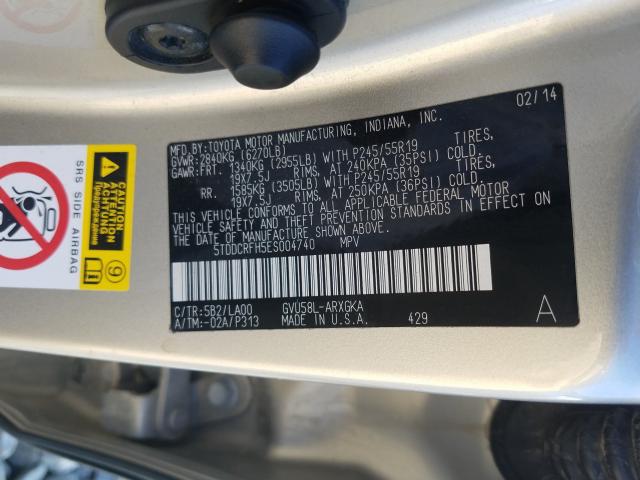 02/14
MFD.BY:TOYOTA MOTOR MANUFACTURING, INDIANA, INC.
GVWR: 2840KG (6270LB)
GAWR:FRT. 1340KG (2955LB) WITH P245/55R19 TIRES,
19X7.5J RIMS, AT 240KPA (35PSI) COLD.
RR. 1585KG (3505LB) WITH P245/55R19 TIRES,
19X7.5J RIMS, AT 250KPA (36PSI) COLD.
THIS VEHICLE CONFORMS TO ALL APPLICABLE FEDERAL MOTOR
VEHICLE SAFETY AND THEFT PREVENTION STANDARDS IN EFFECT ON
THE DATE OF MANUFACTURE SHOWN ABOVE.
5TDDCRFH5ES004740 MPV
C/TR:5B2/LA00 GVU58L-ARXGKA
A/TM:-02A/P313 MADE IN U.S.A. 429 A
SRS SIDE AIRBAG
CAUTION
ATTENTION
Предупреждение
9